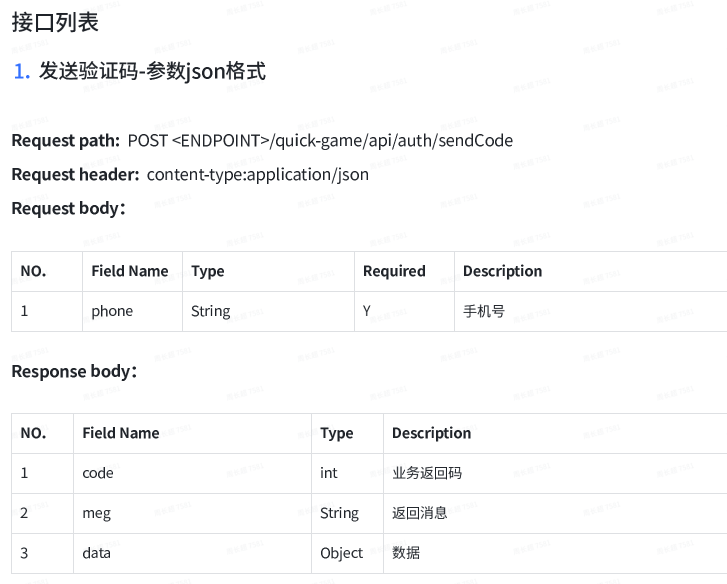 接口列表
1. 发送验证码-参数json格式
Request path: POST <ENDPOINT>/quick-game/api/auth/sendCode
Request header: content-type:application/json
Request body：
NO. Field Name Type Required Description
1 phone String Y 手机号
Response body：
NO. Field Name Type Description
1 code int 业务返回码
2 meg String 返回消息
3 data Object 数据